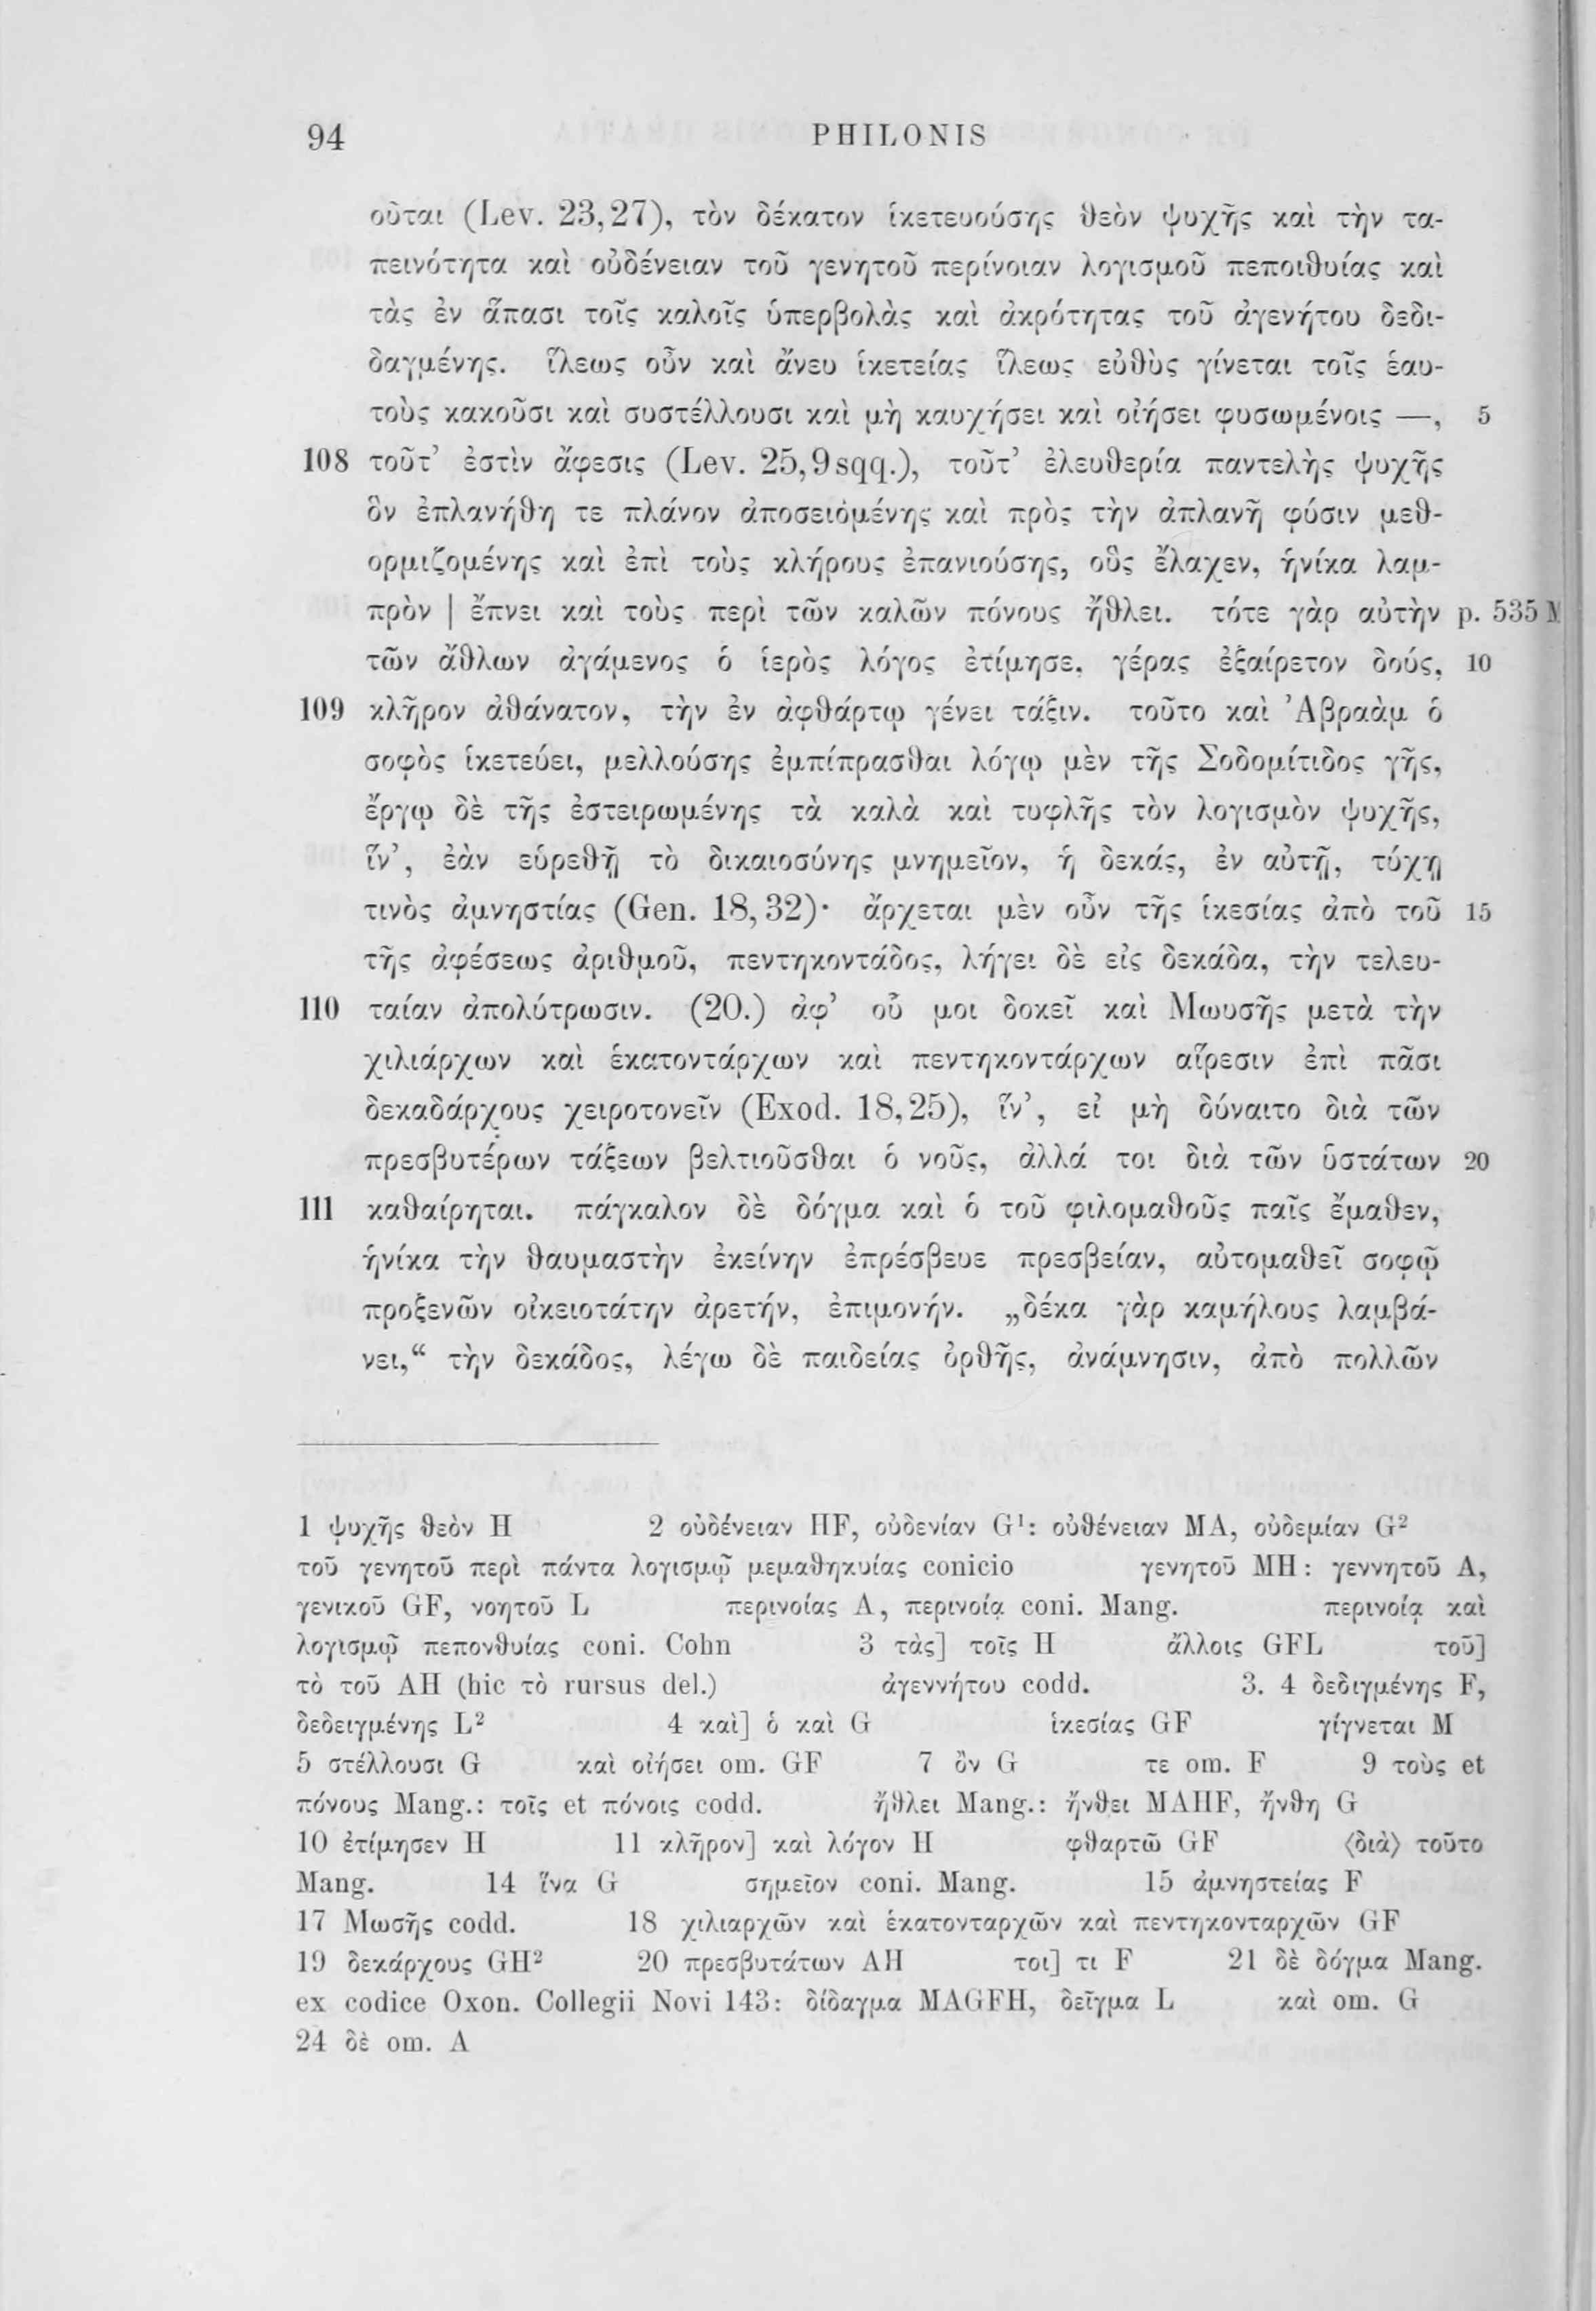 94 PHILONIS
οῦται (Lev. 23,27), τὸν δέκατον ἱκετευούσης θεὸν ψυχῆς καὶ τὴν τα-
πεινότητα καὶ οὐδένειαν τοῦ γενητοῦ περίνοιαν λογισμοῦ πεποιθυίας καὶ
τὰς ἐν ἅπασι τοῖς καλοῖς ὑπερβολὰς καὶ ἀκρότητας τοῦ ἀγενήτου δεδι-
δαγμένης. ἵλεως οὖν καὶ ἄνευ ἱκετείας ἵλεως εὐθὺς γίνεται τοῖς ἑαυ-
τοὺς κακοῦσι καὶ συστέλλουσι καὶ μὴ καυχήσει καὶ οἰήσει φυσωμένοις —, 5
108 τοῦτ’ ἐστὶν ἄφεσις (Lev. 25,9sqq.), τοῦτ’ ἐλευθερία παντελὴς ψυχῆς
ὃν ἐπλανήθη τε πλάνον ἀποσειομένης καὶ πρὸς τὴν ἀπλανῆ φύσιν μεθ-
ορμιζομένης καὶ ἐπὶ τοὺς κλήρους ἐπανιούσης, οὓς ἔλαχεν, ἡνίκα λαμ-
πρὸν | ἔπνει καὶ τοὺς περὶ τῶν καλῶν πόνους ἤθλει. τότε γὰρ αὐτὴν p. 535 M
τῶν ἄθλων ἀγάμενος ὁ ἱερὸς λόγος ἐτίμησε, γέρας ἐξαίρετον δούς, 10
109 κλῆρον ἀθάνατον, τὴν ἐν ἀφθάρτῳ γένει τάξιν. τοῦτο καὶ Ἀβραὰμ ὁ
σοφὸς ἱκετεύει, μελλούσης ἐμπίπρασθαι λόγῳ μὲν τῆς Σοδομίτιδος γῆς,
ἔργῳ δὲ τῆς ἐστειρωμένης τὰ καλὰ καὶ τυφλῆς τὸν λογισμὸν ψυχῆς,
ἵν’, ἐὰν εὑρεθῇ τὸ δικαιοσύνης μνημεῖον, ἡ δεκάς, ἐν αὐτῇ, τύχῃ
τινὸς ἀμνηστίας (Gen. 18,32)· ἄρχεται μὲν οὖν τῆς ἱκεσίας ἀπὸ τοῦ 15
τῆς ἀφέσεως ἀριθμοῦ, πεντηκοντάδος, λήγει δὲ εἰς δεκάδα, τὴν τελευ-
110 ταίαν ἀπολύτρωσιν. (20.) ἀφ’ οὗ μοι δοκεῖ καὶ Μωυσῆς μετὰ τὴν
χιλιάρχων καὶ ἑκατοντάρχων καὶ πεντηκοντάρχων αἵρεσιν ἐπὶ πᾶσι
δεκαδάρχους χειροτονεῖν (Exod. 18,25), ἵν’, εἰ μὴ δύναιτο διὰ τῶν
πρεσβυτέρων τάξεων βελτιοῦσθαι ὁ νοῦς, ἀλλά τοι διὰ τῶν ὑστάτων 20
111 καθαίρηται. πάγκαλον δὲ δόγμα καὶ ὁ τοῦ φιλομαθοῦς παῖς ἔμαθεν,
ἡνίκα τὴν θαυμαστὴν ἐκείνην ἐπρέσβευε πρεσβείαν, αὐτομαθεῖ σοφῷ
προξενῶν οἰκειοτάτην ἀρετήν, ἐπιμονήν. „δέκα γὰρ καμήλους λαμβά-
νει,“ τὴν δεκάδος, λέγω δὲ παιδείας ὀρθῆς, ἀνάμνησιν, ἀπὸ πολλῶν
1 ψυχῆς θεὸν H 2 οὐδένειαν HF, οὐδενίαν G¹: οὐθένειαν MA, οὐδεμίαν G²
τοῦ γενητοῦ περὶ πάντα λογισμῷ μεμαθηκυίας conicio γενητοῦ MH: γεννητοῦ A,
γενικοῦ GF, νοητοῦ L περινοίας A, περινοίᾳ coni. Mang. περινοίᾳ καὶ
λογισμῷ πεπονθυίας coni. Cohn 3 τὰς] τοῖς H ἄλλοις GFL τοῦ]
τὸ τοῦ AH (hic τὸ rursus del.) ἀγεννήτου codd. 3. 4 δεδιγμένης F,
δεδειγμένης L² 4 καὶ] ὁ καὶ G ἱκεσίας GF γίγνεται M
5 στέλλουσι G καὶ οἰήσει om. GF 7 ὂν G τε om. F 9 τοὺς et
πόνους Mang.: τοῖς et πόνοις codd. ἤθλει Mang.: ἤνθει MAHF, ἤνθη G
10 ἐτίμησεν H 11 κλῆρον] καὶ λόγον H φθαρτῶ GF ⟨διὰ⟩ τοῦτο
Mang. 14 ἵνα G σημεῖον coni. Mang. 15 ἀμνηστείας F
17 Μωσῆς codd. 18 χιλιαρχῶν καὶ ἑκατονταρχῶν καὶ πεντηκονταρχῶν GF
19 δεκάρχους GH² 20 πρεσβυτάτων AH τοι] τι F 21 δὲ δόγμα Mang.
ex codice Oxon. Collegii Novi 143: δίδαγμα MAGFH, δεῖγμα L καὶ om. G
24 δὲ om. A